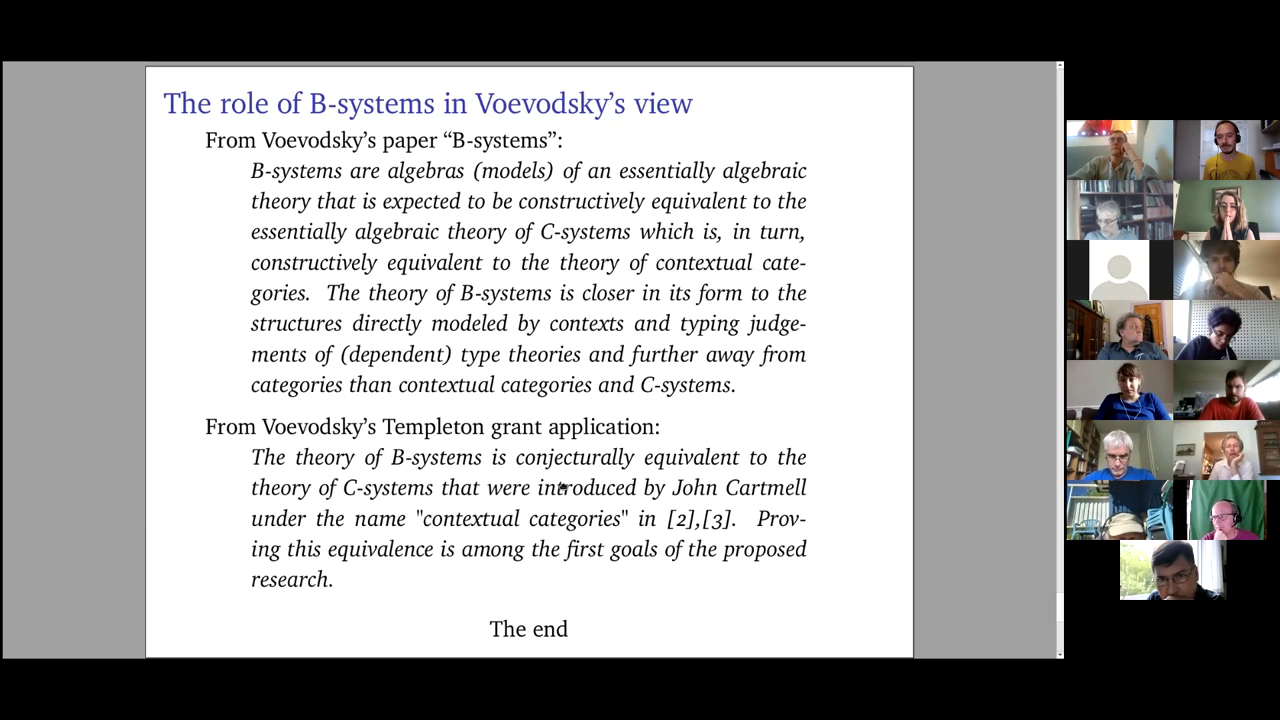 The role of B-systems in Voevodsky's view
From Voevodsky's paper “B-systems”:
B-systems are algebras (models) of an essentially algebraic
theory that is expected to be constructively equivalent to the
essentially algebraic theory of C-systems which is, in turn,
constructively equivalent to the theory of contextual cate-
gories. The theory of B-systems is closer in its form to the
structures directly modeled by contexts and typing judge-
ments of (dependent) type theories and further away from
categories than contextual categories and C-systems.
From Voevodsky's Templeton grant application:
The theory of B-systems is conjecturally equivalent to the
theory of C-systems that were introduced by John Cartmell
under the name "contextual categories" in [2],[3]. Prov-
ing this equivalence is among the first goals of the proposed
research.
The end